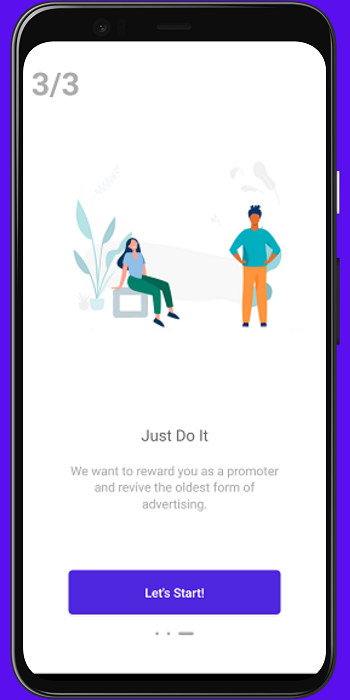 3/3
Just Do It
We want to reward you as a promoter
and revive the oldest form of
advertising.
Let's Start!